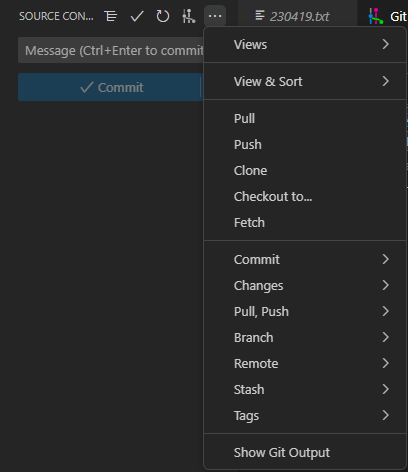 SOURCE CON...
230419.txt
Git
Message (Ctrl+Enter to commit
Commit
Views
View & Sort
Pull
Push
Clone
Checkout to...
Fetch
Commit
Changes
Pull, Push
Branch
Remote
Stash
Tags
Show Git Output